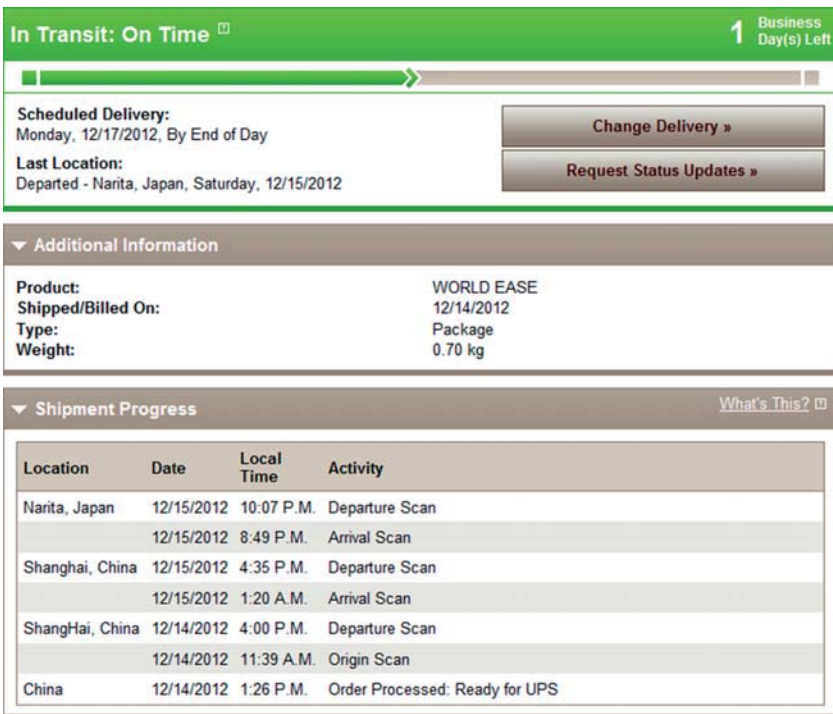 In Transit: On Time
1 Business Day(s) Left
Scheduled Delivery:
Monday, 12/17/2012, By End of Day
Change Delivery »
Last Location:
Departed - Narita, Japan, Saturday, 12/15/2012
Request Status Updates »
Additional Information
Product: WORLD EASE
Shipped/Billed On: 12/14/2012
Type: Package
Weight: 0.70 kg
Shipment Progress What's This?
Location Date Local Time Activity
Narita, Japan 12/15/2012 10:07 P.M. Departure Scan
12/15/2012 8:49 P.M. Arrival Scan
Shanghai, China 12/15/2012 4:35 P.M. Departure Scan
12/15/2012 1:20 A.M. Arrival Scan
ShangHai, China 12/14/2012 4:00 P.M. Departure Scan
12/14/2012 11:39 A.M. Origin Scan
China 12/14/2012 1:26 P.M. Order Processed: Ready for UPS